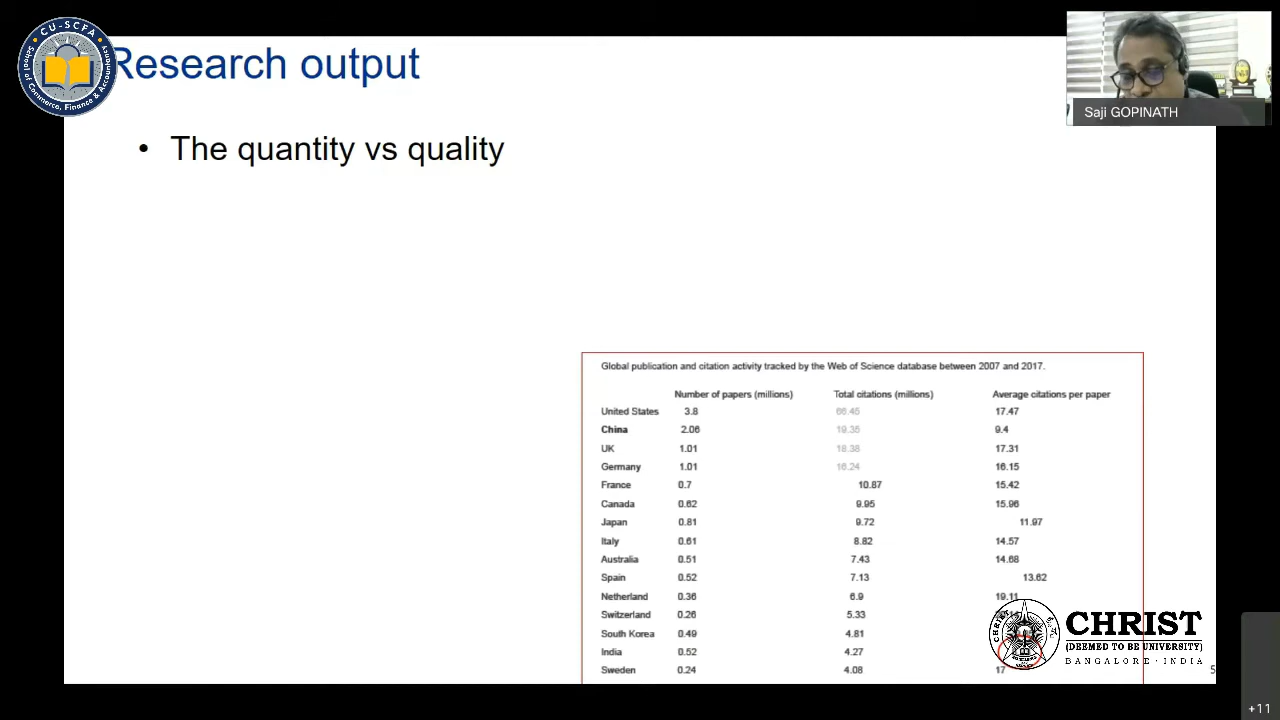 CU-SCFA
School of Commerce, Finance & Accountancy
Research output
Saji GOPINATH
• The quantity vs quality
Global publication and citation activity tracked by the Web of Science database between 2007 and 2017.
Number of papers (millions) Total citations (millions) Average citations per paper
United States 3.8 66.45 17.47
China 2.06 19.35 9.4
UK 1.01 18.38 17.31
Germany 1.01 16.24 16.15
France 0.7 10.87 15.42
Canada 0.62 9.95 15.96
Japan 0.81 9.72 11.97
Italy 0.61 8.82 14.57
Australia 0.51 7.43 14.68
Spain 0.52 7.13 13.62
Netherland 0.36 6.9 19.11
Switzerland 0.26 5.33
South Korea 0.49 4.81
India 0.52 4.27
Sweden 0.24 4.08 17
CHRIST
(DEEMED TO BE UNIVERSITY)
BANGALORE · INDIA
5
+11